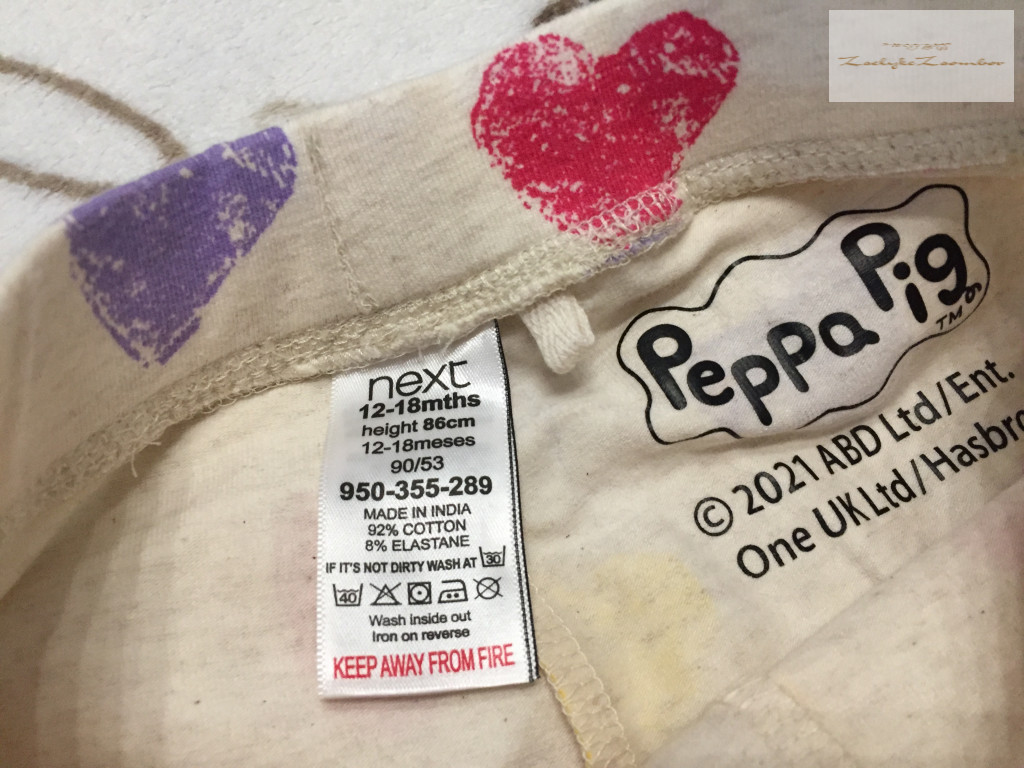 next
12-18mths
height 86cm
12-18meses
90/53
950-355-289
MADE IN INDIA
92% COTTON
8% ELASTANE
IF IT'S NOT DIRTY WASH AT 30
40
Wash inside out
Iron on reverse
KEEP AWAY FROM FIRE
Peppa Pig
TM
© 2021 ABD Ltd/Ent.
One UK Ltd/Hasbro